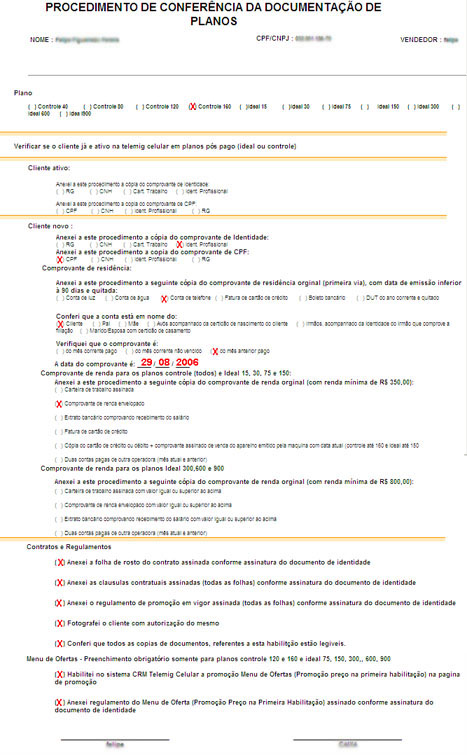 PROCEDIMENTO DE CONFERÊNCIA DA DOCUMENTAÇÃO DE
PLANOS
NOME : CPF/CNPJ : VENDEDOR : felipe
Plano
( ) Controle 40 ( ) Controle 80 ( ) Controle 120 (X) Controle 160 ( ) Ideal 15 ( ) Ideal 30 ( ) Ideal 75 ( ) Ideal 150 ( ) Ideal 300 ( )
Ideal 600 ( ) Idea l900
Verificar se o cliente já e ativo na telemig celular em planos pós pago (ideal ou controle)
Cliente ativo:
Anexei a este procedimento a cópia do comprovante de Identidade:
( ) RG ( ) CNH ( ) Cart. Trabalho ( ) Ident. Profissional
Anexei a este procedimento a cópia do comprovante de CPF:
( ) CPF ( ) CNH ( ) Ident. Profissional ( ) RG
Cliente novo :
Anexei a este procedimento a cópia do comprovante de Identidade:
( ) RG ( ) CNH ( ) Cart. Trabalho (X) Ident. Profissional
Anexei a este procedimento a cópia do comprovante de CPF:
(X) CPF ( ) CNH ( ) Ident. Profissional ( ) RG
Comprovante de residência:
Anexei a este procedimento a seguinte cópia do comprovante de residência orginal (primeira via), com data de emissão inferior
à 90 dias e quitada:
( ) Conta de luz ( ) Conta de água (X) Conta de telefone ( ) Fatura de cartão de crédito ( ) Boleto bancário ( ) DUT do ano corrente e quitado
Conferi que a conta está em nome do:
(X) Cliente ( ) Pai ( ) Mãe ( ) Avós acompanhado da certidão de nascimento do cliente ( ) Irmãos, acompanhado da identidade do irmão que comprove a
filiação ( ) Marido/Esposa com certidão de casamento
Verifiquei que o comprovante é:
( ) do mês corrente pago ( ) do mês corrente não vencido (X) do mês anterior pago
A data do comprovante é: 29/ 08 / 2006
Comprovante de renda para os planos controle (todos) e Ideal 15, 30, 75 e 150:
Anexei a este procedimento a seguinte cópia do comprovante de renda orginal (com renda mínima de R$ 350,00):
( ) Carteira de trabalho assinada
(X) Comprovante de renda envelopado
( ) Extrato bancário comprovando recebimento do salário
( ) Fatura de cartão de crédito
( ) Cópia do cartão de crédito ou débito + comprovante assinado de venda do aparelho emitido pela maquina com data atual (controle até 160 e ideal até 150
( ) Duas contas pagas de outra operadora (mês atual e anterior)
Comprovante de renda para os planos Ideal 300,600 e 900
Anexei a este procedimento a seguinte cópia do comprovante de renda orginal (com renda mínima de R$ 800,00):
( ) Carteira de trabalho assinada com valor igual ou superior ao acima
( ) Comprovante de renda envelopado com valor igual ou superior ao acima
( ) Extrato bancário comprovando recebimento do salário com valor igual ou superior ao acima
( ) Duas contas pagas de outra operadora (mês atual e anterior)
Contratos e Regulamentos
(X) Anexei a folha de rosto do contrato assinada conforme assinatura do documento de identidade
(X) Anexei as clausulas contratuais assinadas (todas as folhas) conforme assinatura do documento de identidade
(X) Anexei o regulamento de promoção em vigor assinada (todas as folhas) conforme assinatura do documento de identidade
(X) Fotografei o cliente com autorização do mesmo
(X) Conferi que todos as copias de documentos, referentes a esta habilitção estão legiveis.
Menu de Ofertas - Preenchimento obrigatório somente para planos controle 120 e 160 e ideal 75, 150, 300,, 600, 900
(X) Habilitei no sistema CRM Telemig Celular a promoção Menu de Ofertas (Promoção preço na primeira habilitação) na pagina
de promoção
(X) Anexei regulamento do Menu de Oferta (Promoção Preço na Primeira Habilitação) assinado conforme assinatura do
documento de identidade
felipe